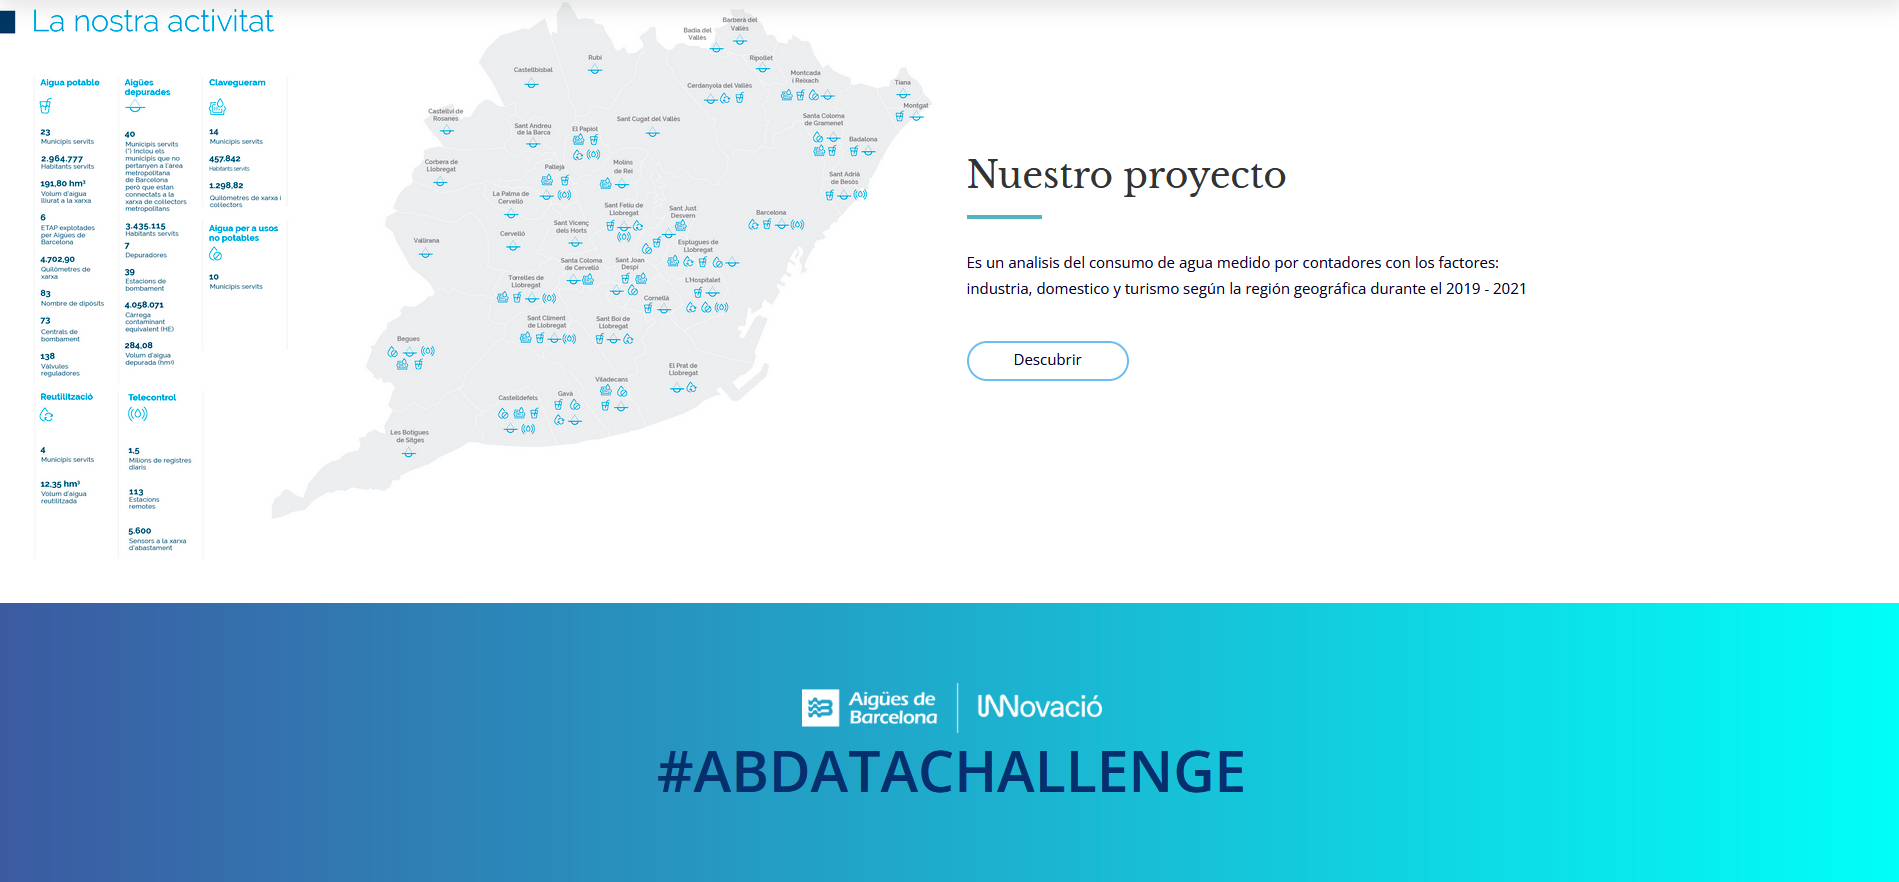 La nostra activitat
Aigua potable
23
Municipis servits
2.964.777
Habitants servits
191,80 hm³
Volum d'aigua
lliurat a la xarxa
6
ETAP explotades
per Aigües de
Barcelona
4.702,90
Quilòmetres de
xarxa
83
Nombre de dipòsits
73
Centrals de
bombament
138
Vàlvules
reguladores
Aigües
depurades
40
Municipis servits
(*) Inclou els
municipis que no
pertanyen a l'àrea
metropolitana
de Barcelona
però que estan
connectats a la
xarxa de col·lectors
metropolitans
3.435.115
Habitants servits
7
Depuradores
39
Estacions de
bombament
4.058.071
Càrrega
contaminant
equivalent (HE)
284,08
Volum d'aigua
depurada (hm³)
Clavegueram
14
Municipis servits
457.842
Habitants servits
1.298,82
Quilòmetres de xarxa i
col·lectors
Aigua per a usos
no potables
10
Municipis servits
Reutilització
4
Municipis servits
12,35 hm³
Volum d'aigua
reutilitzada
Telecontrol
1,5
Milions de registres
diaris
113
Estacions
remotes
5.600
Sensors a la xarxa
d'abastament
Barberà del
Vallès
Badia del
Vallès
Rubí
Ripollet
Castellbisbal
Montcada
i Reixach
Cerdanyola del Vallès
Tiana
Montgat
Castellví de
Rosanes
Sant Cugat del Vallès
Santa Coloma
de Gramenet
Sant Andreu
de la Barca
El Papiol
Badalona
Corbera de
Llobregat
Pallejà
Molins
de Rei
Sant Adrià
de Besòs
La Palma de
Cervelló
Sant Feliu de
Llobregat
Sant Just
Desvern
Barcelona
Sant Vicenç
dels Horts
Cervelló
Vallirana
Esplugues de
Llobregat
Santa Coloma
de Cervelló
Sant Joan
Despí
Torrelles de
Llobregat
L'Hospitalet
Cornellà
Sant Climent
de Llobregat
Sant Boi de
Llobregat
Begues
El Prat de
Llobregat
Viladecans
Castelldefels
Gavà
Les Botigues
de Sitges
Nuestro proyecto
Es un analisis del consumo de agua medido por contadores con los factores:
industria, domestico y turismo según la región geográfica durante el 2019 - 2021
Descubrir
Aigües de
Barcelona
INNovació
#ABDATACHALLENGE